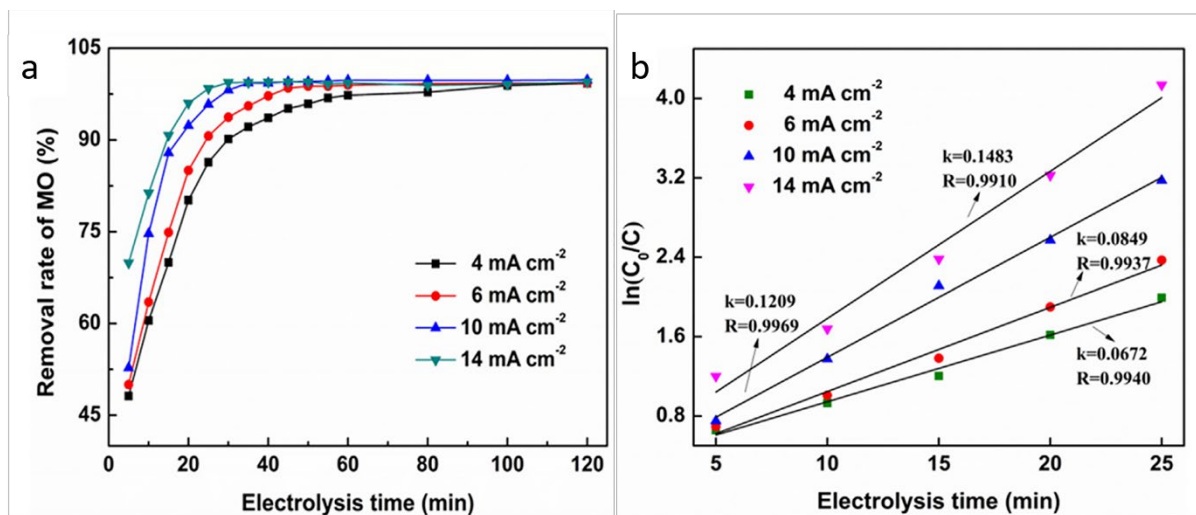 a
Removal rate of MO (%)
105
90
75
60
45
4 mA cm⁻²
6 mA cm⁻²
10 mA cm⁻²
14 mA cm⁻²
0 20 40 60 80 100 120
Electrolysis time (min)
b
ln(C₀/C)
4.0
3.2
2.4
1.6
0.8
4 mA cm⁻²
6 mA cm⁻²
10 mA cm⁻²
14 mA cm⁻²
k=0.1483
R=0.9910
k=0.0849
R=0.9937
k=0.1209
R=0.9969
k=0.0672
R=0.9940
5 10 15 20 25
Electrolysis time (min)